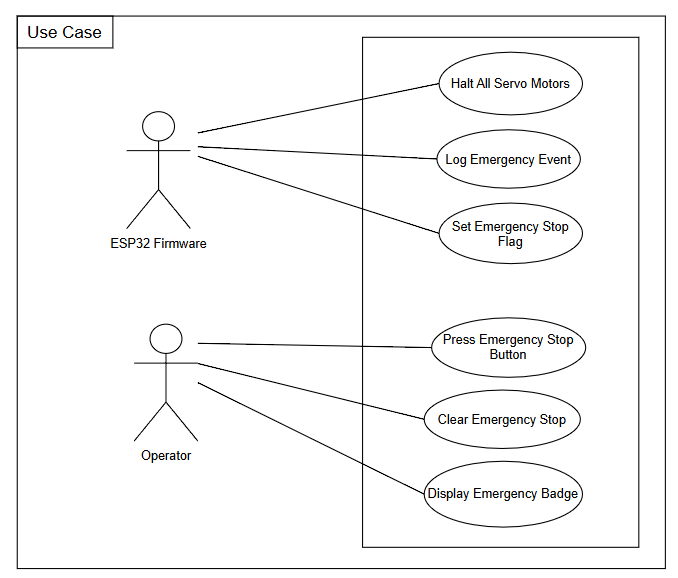 Use Case
Halt All Servo Motors
Log Emergency Event
Set Emergency Stop
Flag
ESP32 Firmware
Press Emergency Stop
Button
Clear Emergency Stop
Operator
Display Emergency Badge